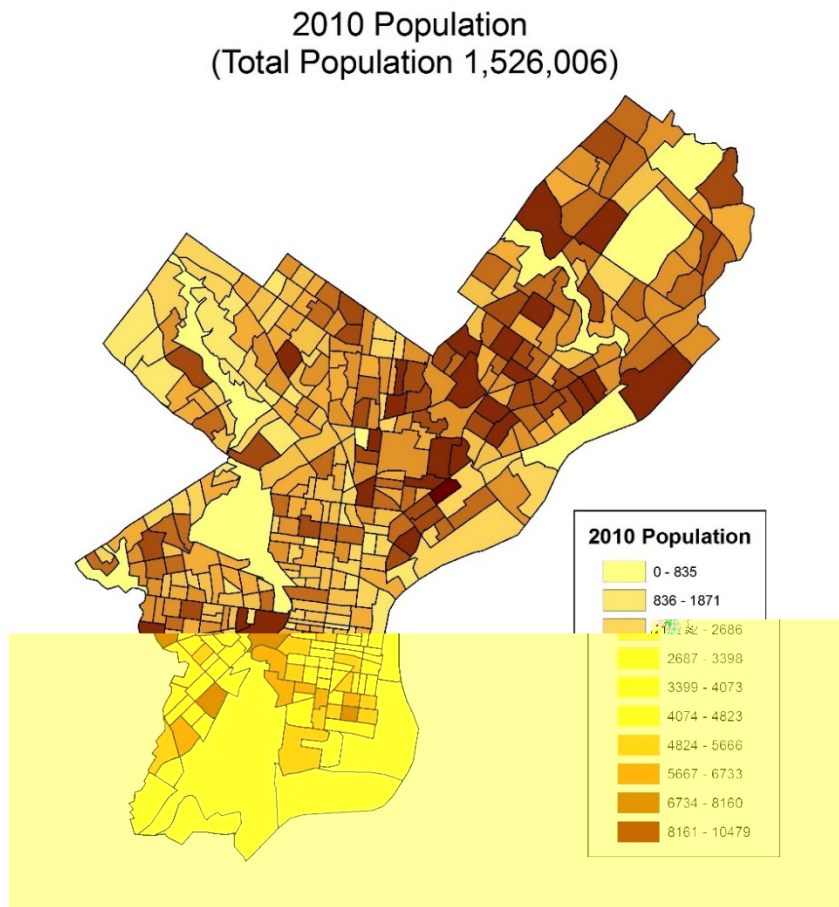 2010 Population
(Total Population 1,526,006)
2010 Population
0 - 835
836 - 1871
2686
2687 - 3398
3399 - 4073
4074 - 4823
4824 - 5666
5667 - 6733
6734 - 8160
8161 - 10479